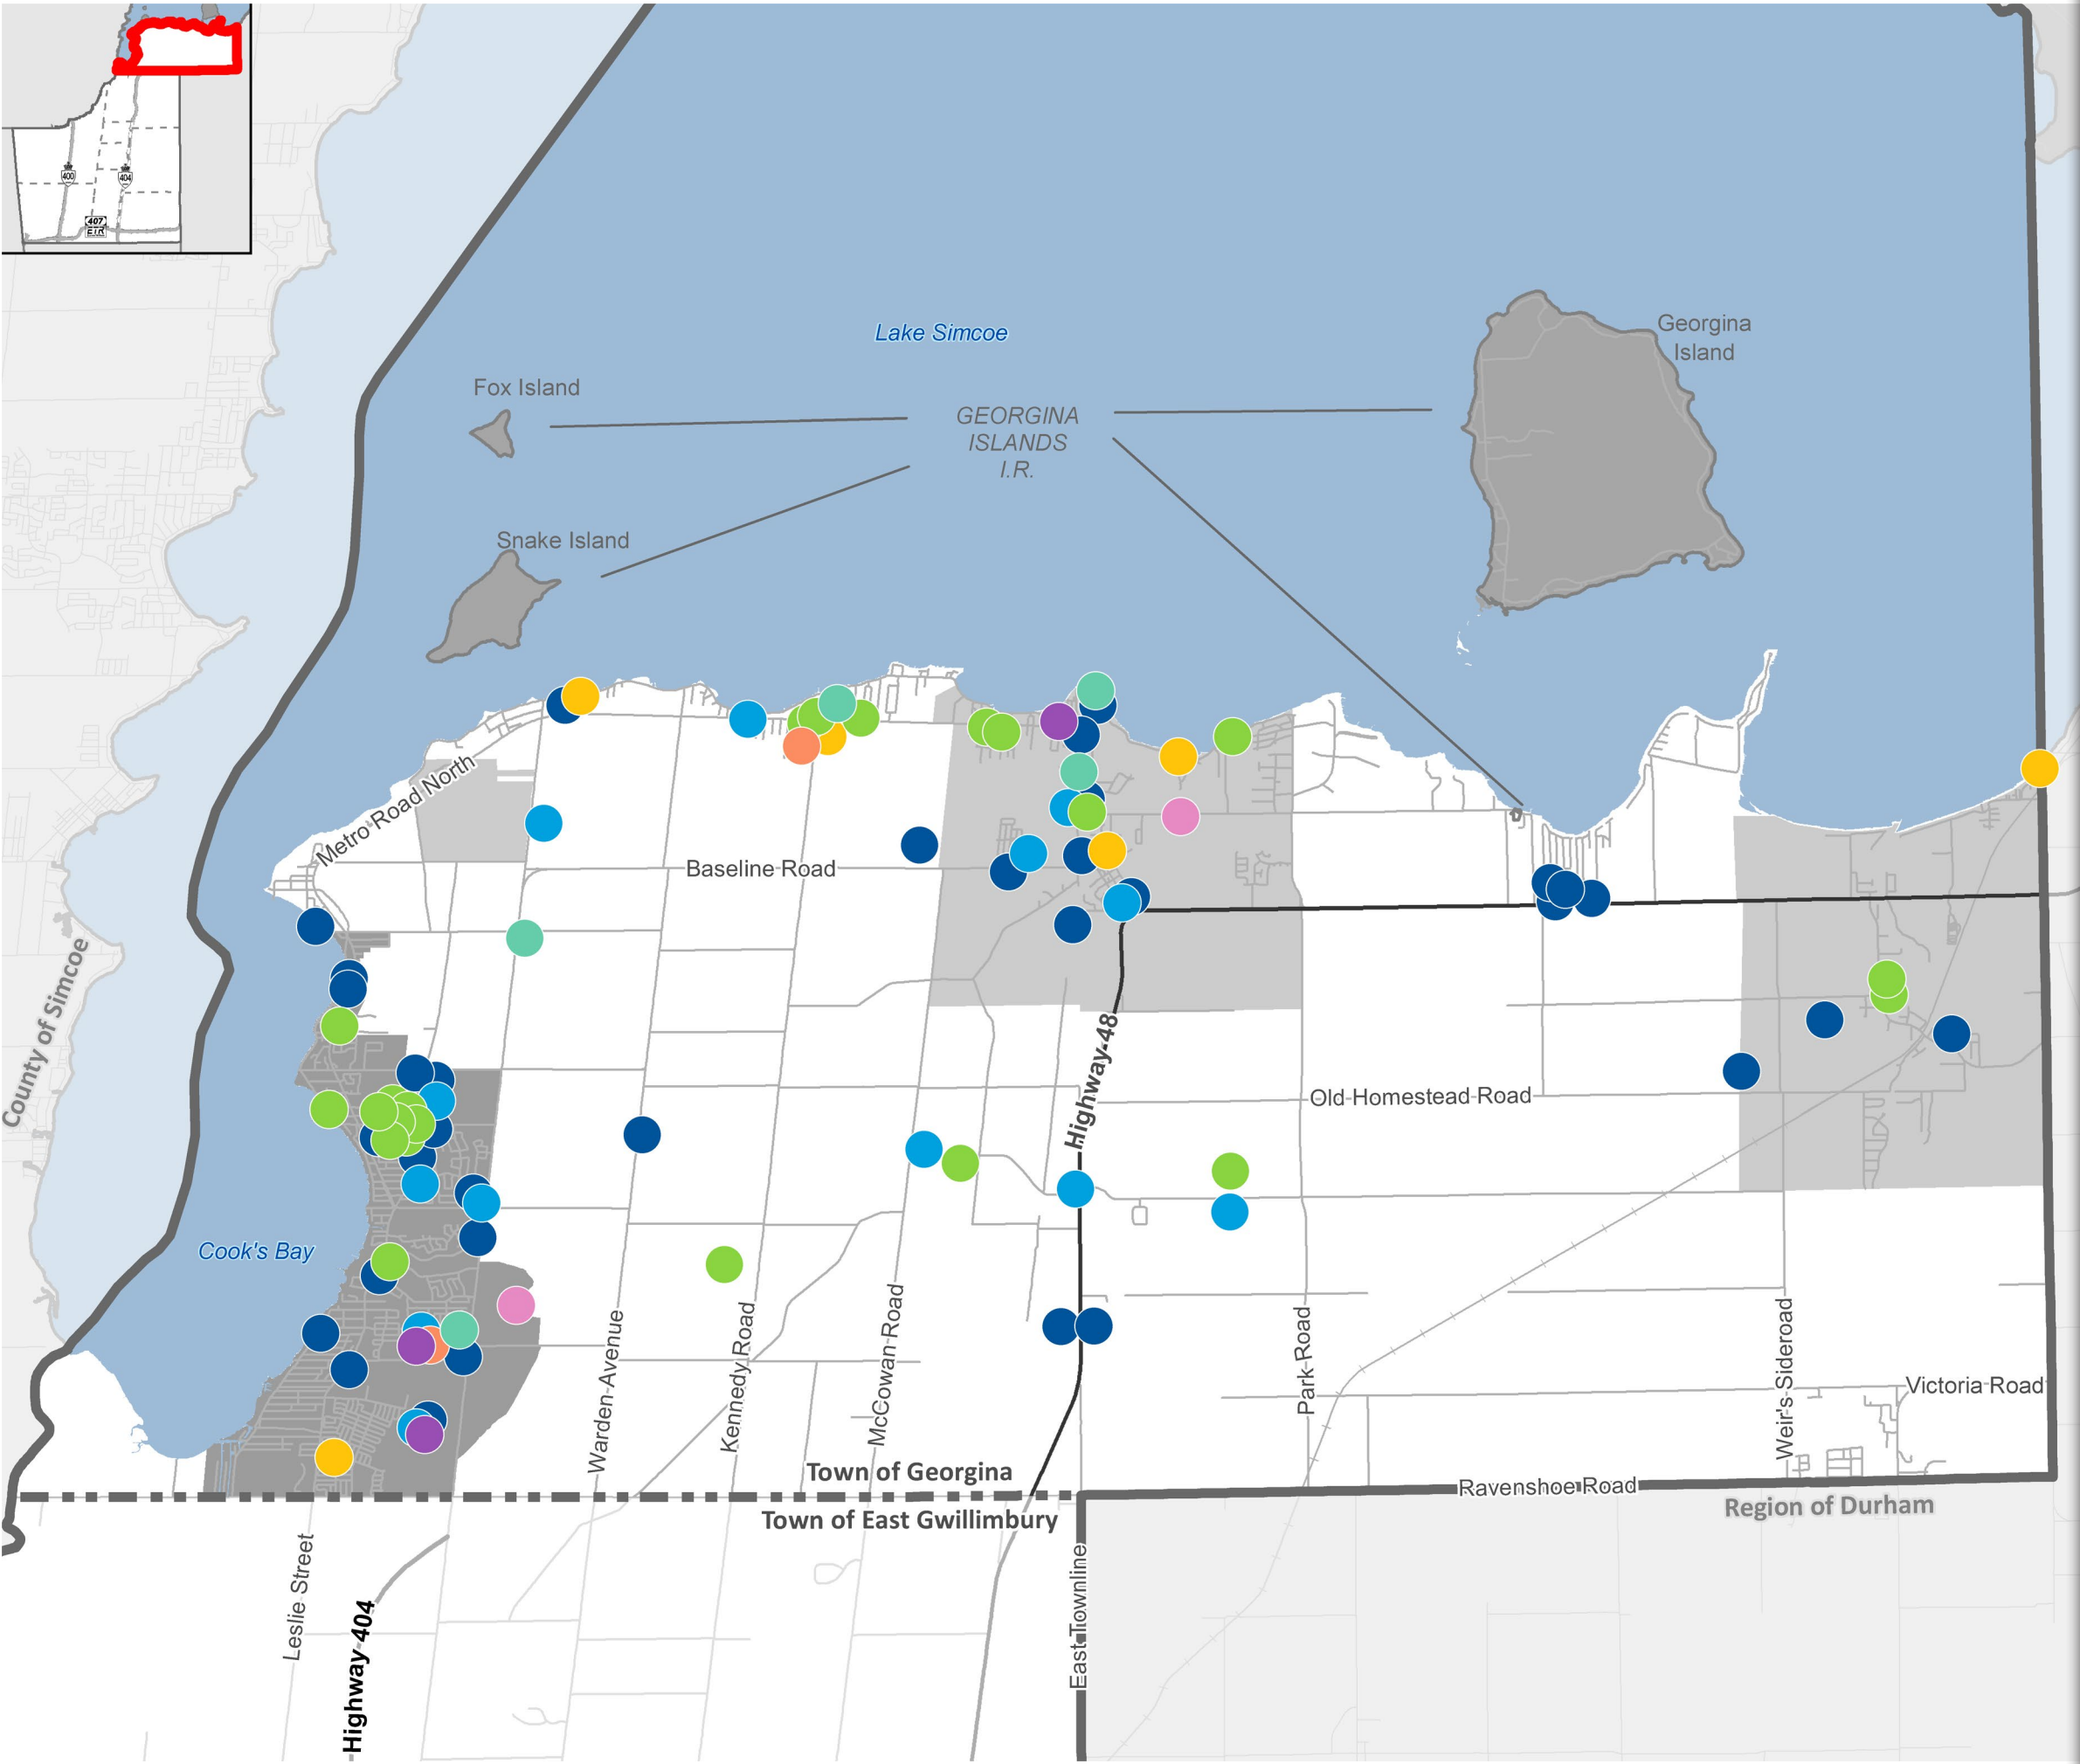 400
404
407
ETR
Lake Simcoe
Georgina
Island
Fox Island
GEORGINA
ISLANDS
I.R.
Snake Island
Metro Road North
Baseline Road
County of Simcoe
Highway 48
Old Homestead Road
Cook's Bay
Warden Avenue
Kennedy Road
McCowan Road
Park Road
Weir's Sideroad
Victoria Road
Town of Georgina
Ravenshoe Road
Town of East Gwillimbury
Region of Durham
Leslie Street
Highway 404
East Townline